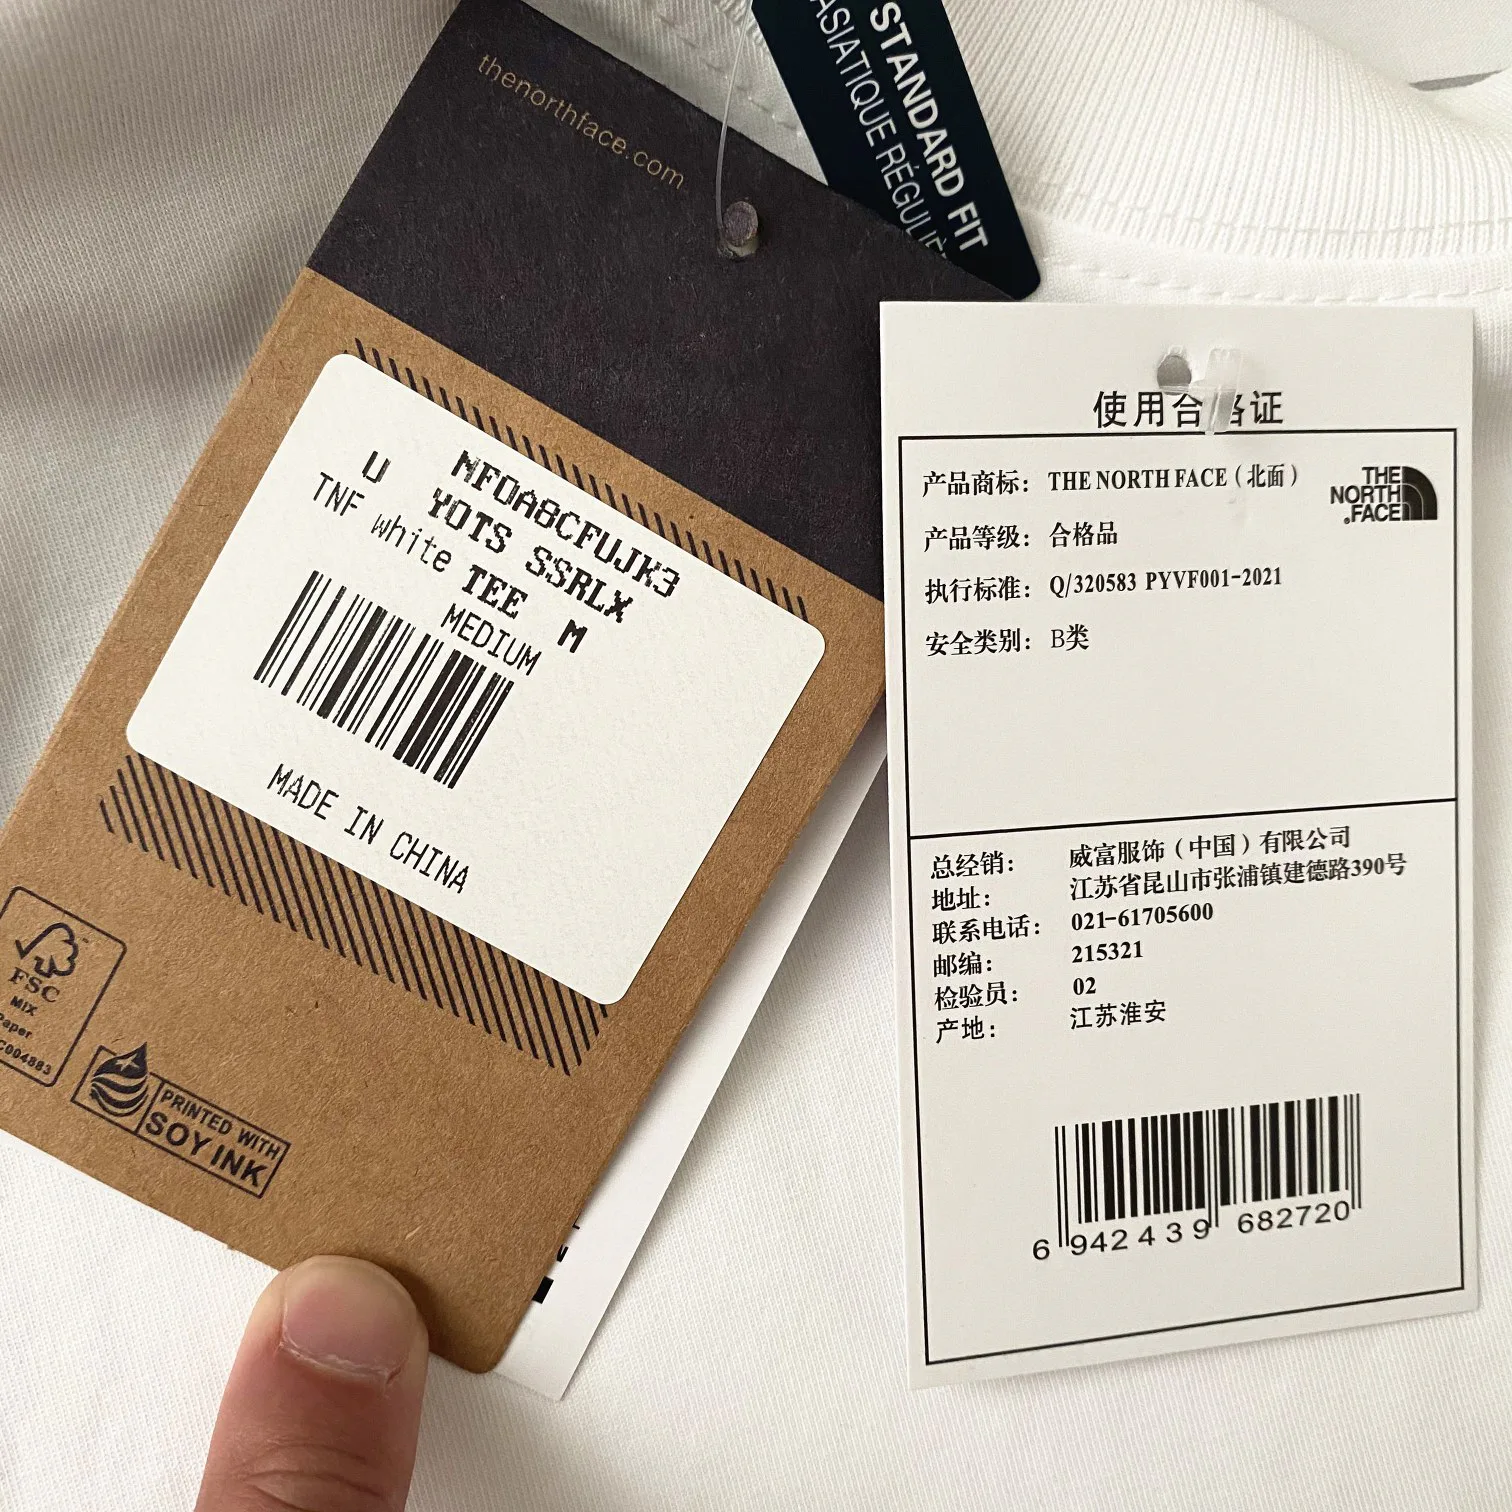 thenorthface.com
STANDARD FIT
ASIATIQUE RÉGULIÈ
U NF0A8CFUJK3
YOTS SSRLX
TNF white TEE M
MEDIUM
MADE IN CHINA
FSC
MIX
Paper
C004883
PRINTED WITH
SOY INK
使用合格证
产品商标: THE NORTH FACE(北面)
THE
NORTH
FACE
产品等级: 合格品
执行标准: Q/320583 PYVF001-2021
安全类别: B类
总经销: 威富服饰(中国)有限公司
地址: 江苏省昆山市张浦镇建德路390号
联系电话: 021-61705600
邮编: 215321
检验员: 02
产地: 江苏淮安
6 942439 682720